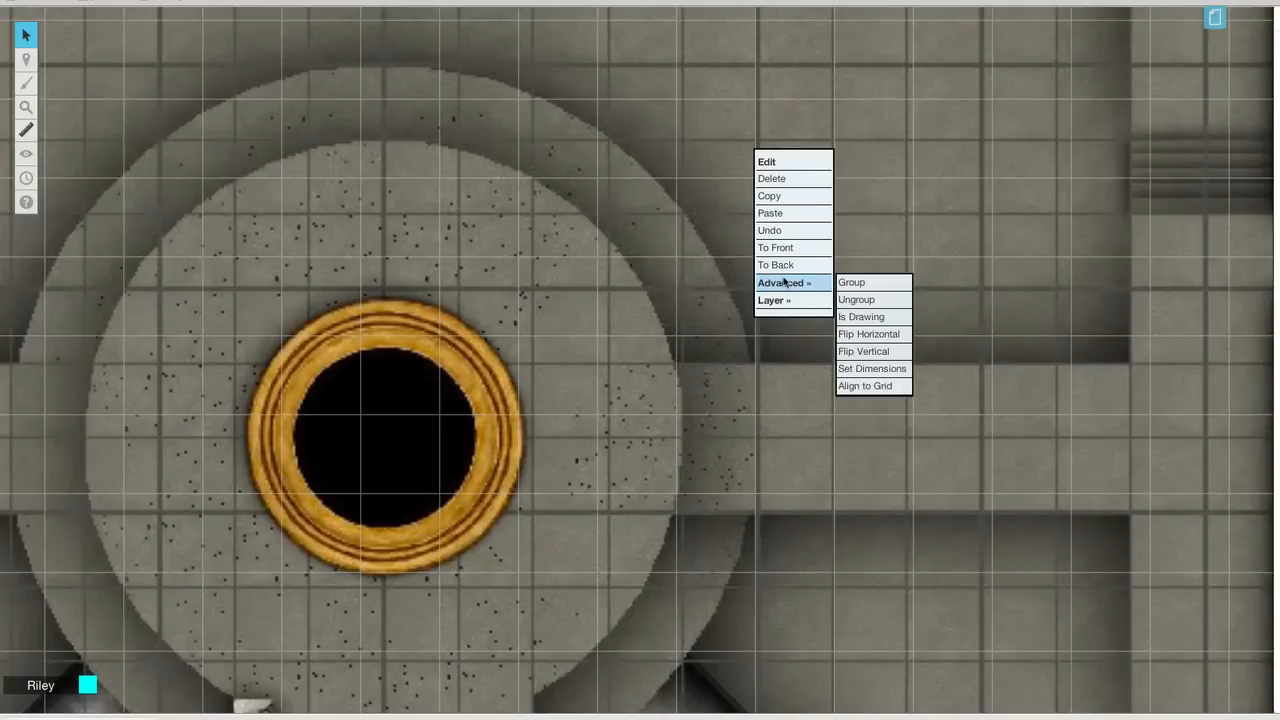 Edit
Delete
Copy
Paste
Undo
To Front
To Back
Advanced »
Layer »
Group
Ungroup
Is Drawing
Flip Horizontal
Flip Vertical
Set Dimensions
Align to Grid
Riley